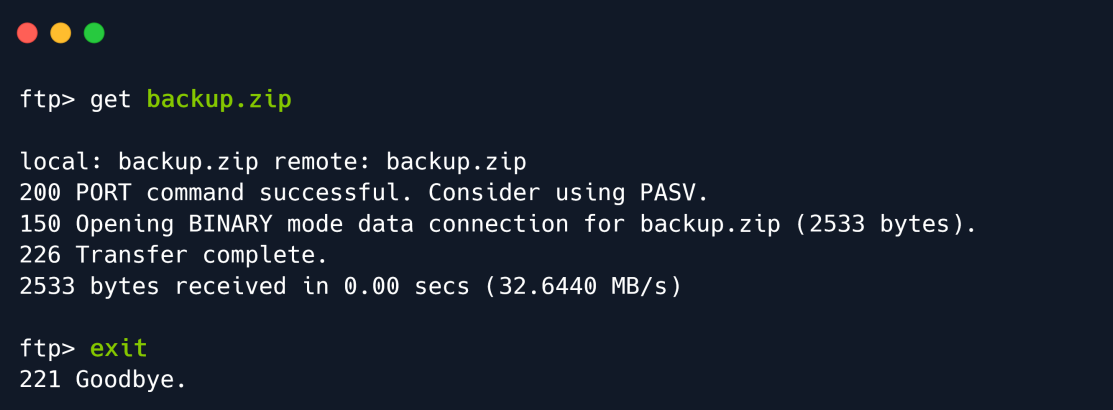 ftp> get backup.zip
local: backup.zip remote: backup.zip
200 PORT command successful. Consider using PASV.
150 Opening BINARY mode data connection for backup.zip (2533 bytes).
226 Transfer complete.
2533 bytes received in 0.00 secs (32.6440 MB/s)
ftp> exit
221 Goodbye.